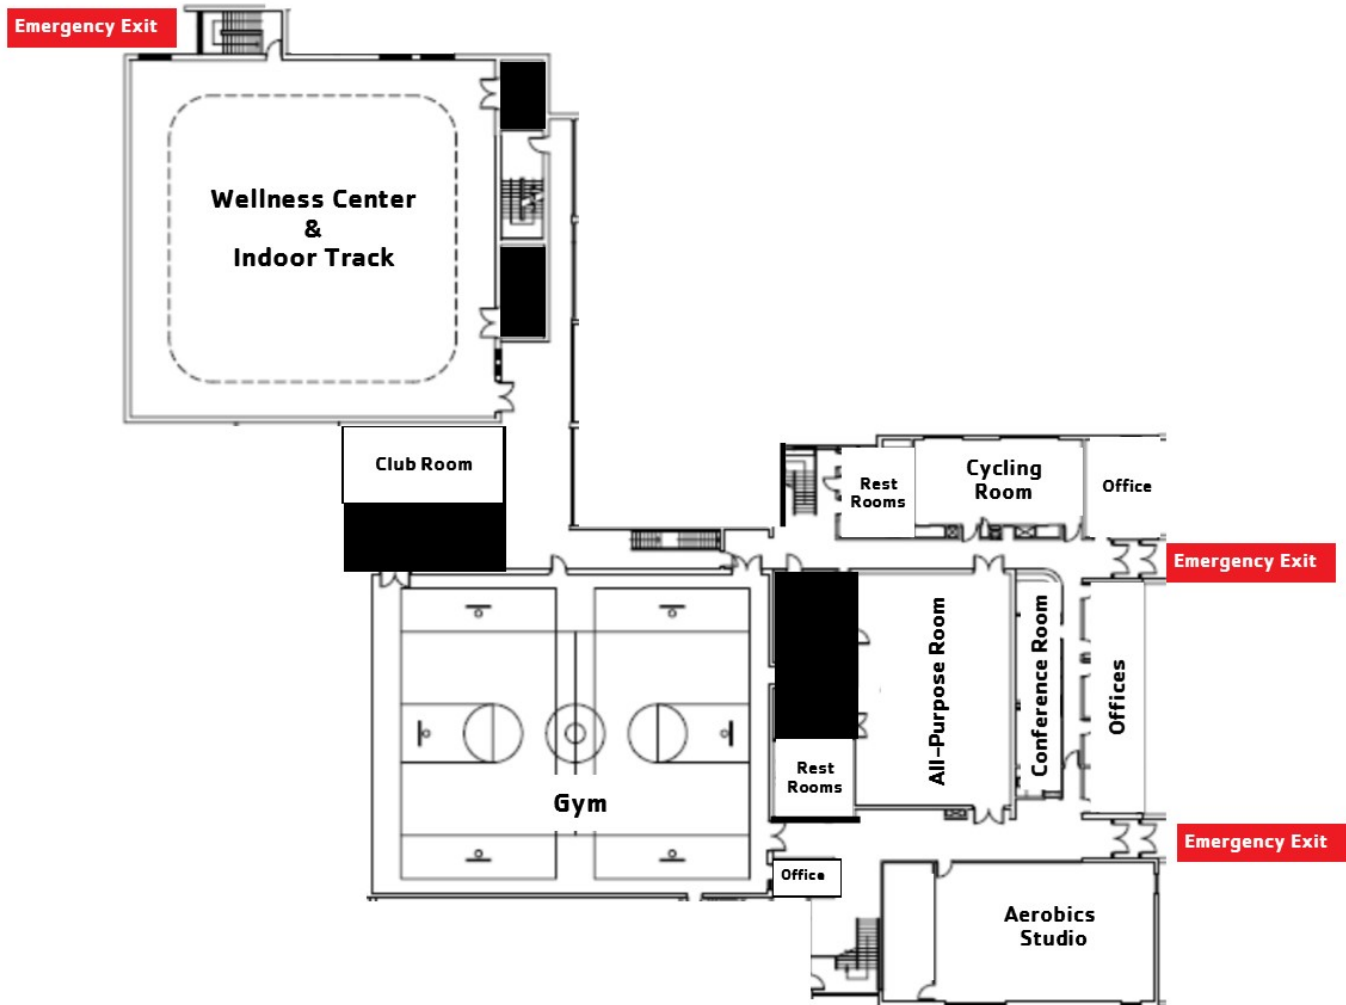 Emergency Exit
Wellness Center
&
Indoor Track
Club Room
Rest
Rooms
Cycling
Room
Office
Emergency Exit
All-Purpose Room
Conference Room
Offices
Rest
Rooms
Gym
Emergency Exit
Office
Aerobics
Studio